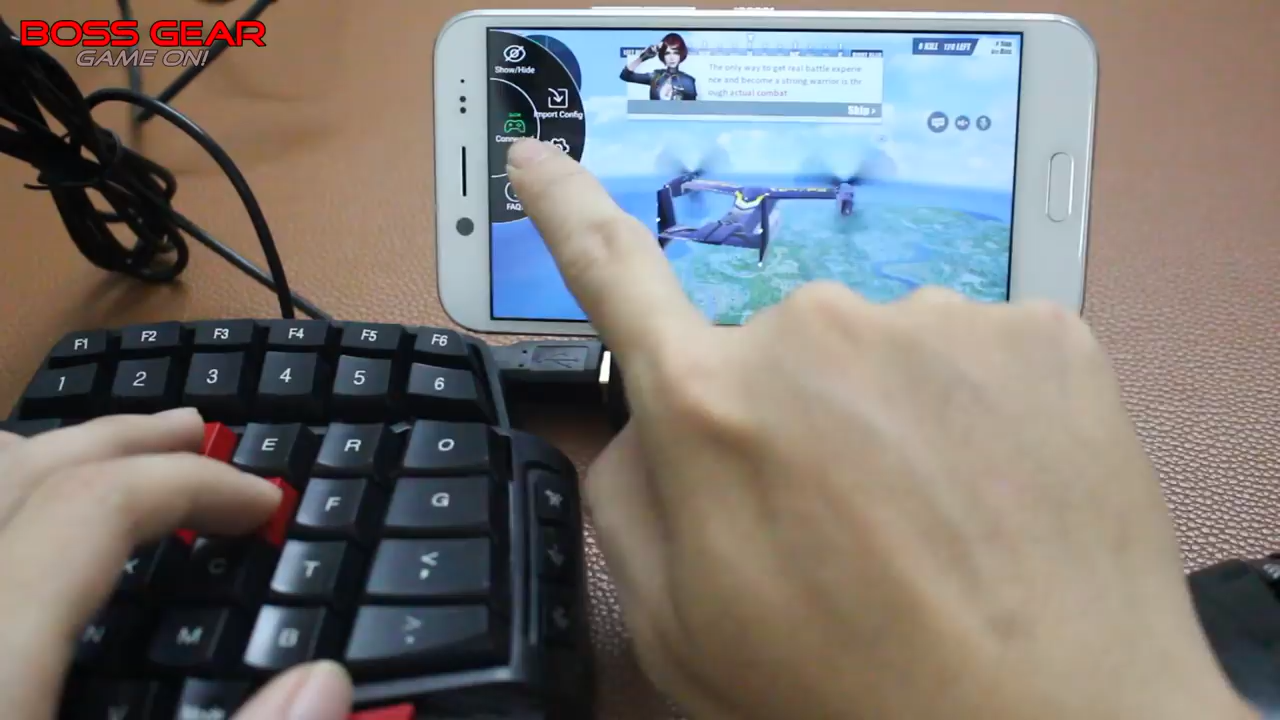 BOSS GEAR
GAME ON!
Show/Hide
Import Config
FAQ
The only way to get real battle experie
nce and become a strong warrior is thr
ough actual combat
Skip >
0 KILL 120 LEFT
F1 F2 F3 F4 F5 F6
1 2 3 4 5 6
E R O
F G
C T <
,
N M B >
.